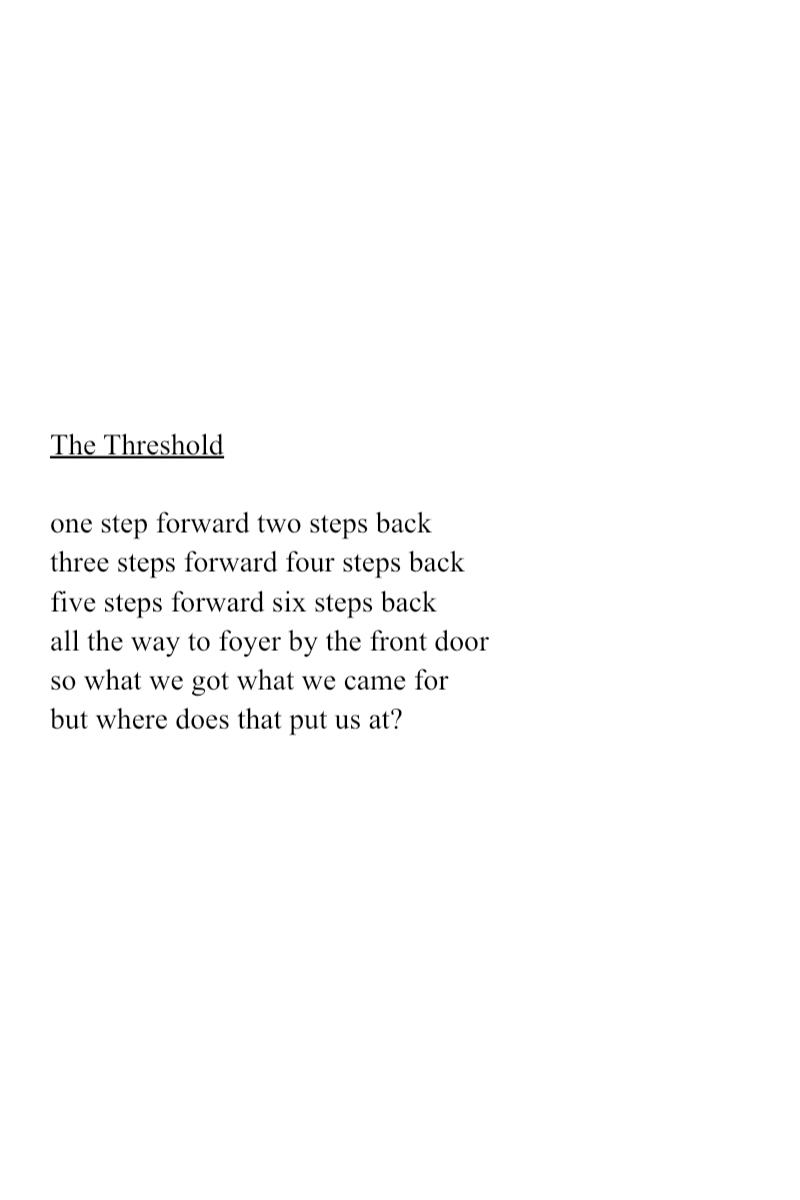 The Threshold
one step forward two steps back
three steps forward four steps back
five steps forward six steps back
all the way to foyer by the front door
so what we got what we came for
but where does that put us at?